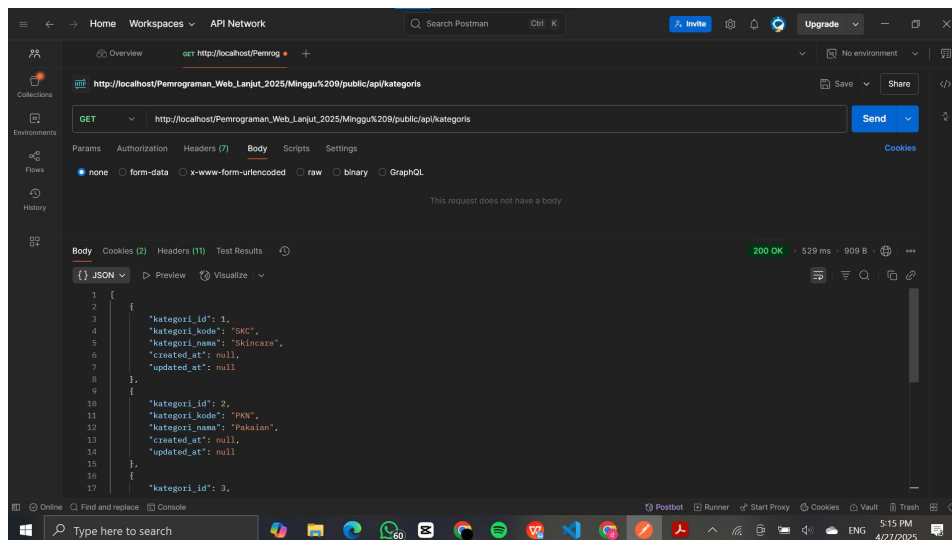 Home Workspaces API Network Search Postman Ctrl K Invite Upgrade
Overview GET http://localhost/Pemrog No environment
HTTP http://localhost/Pemrograman_Web_Lanjut_2025/Minggu%209/public/api/kategoris Save Share
Collections
GET http://localhost/Pemrograman_Web_Lanjut_2025/Minggu%209/public/api/kategoris Send
Environments
Params Authorization Headers (7) Body Scripts Settings Cookies
Flows
none form-data x-www-form-urlencoded raw binary GraphQL
History
This request does not have a body
Body Cookies (2) Headers (11) Test Results 200 OK 529 ms 909 B
{} JSON Preview Visualize
1 [
2 {
3 "kategori_id": 1,
4 "kategori_kode": "SKC",
5 "kategori_nama": "Skincare",
6 "created_at": null,
7 "updated_at": null
8 },
9 {
10 "kategori_id": 2,
11 "kategori_kode": "PKN",
12 "kategori_nama": "Pakaian",
13 "created_at": null,
14 "updated_at": null
15 },
16 {
17 "kategori_id": 3,
Online Find and replace Console Postbot Runner Start Proxy Cookies Vault Trash
Type here to search 60 ENG 5:15 PM
4/27/2025